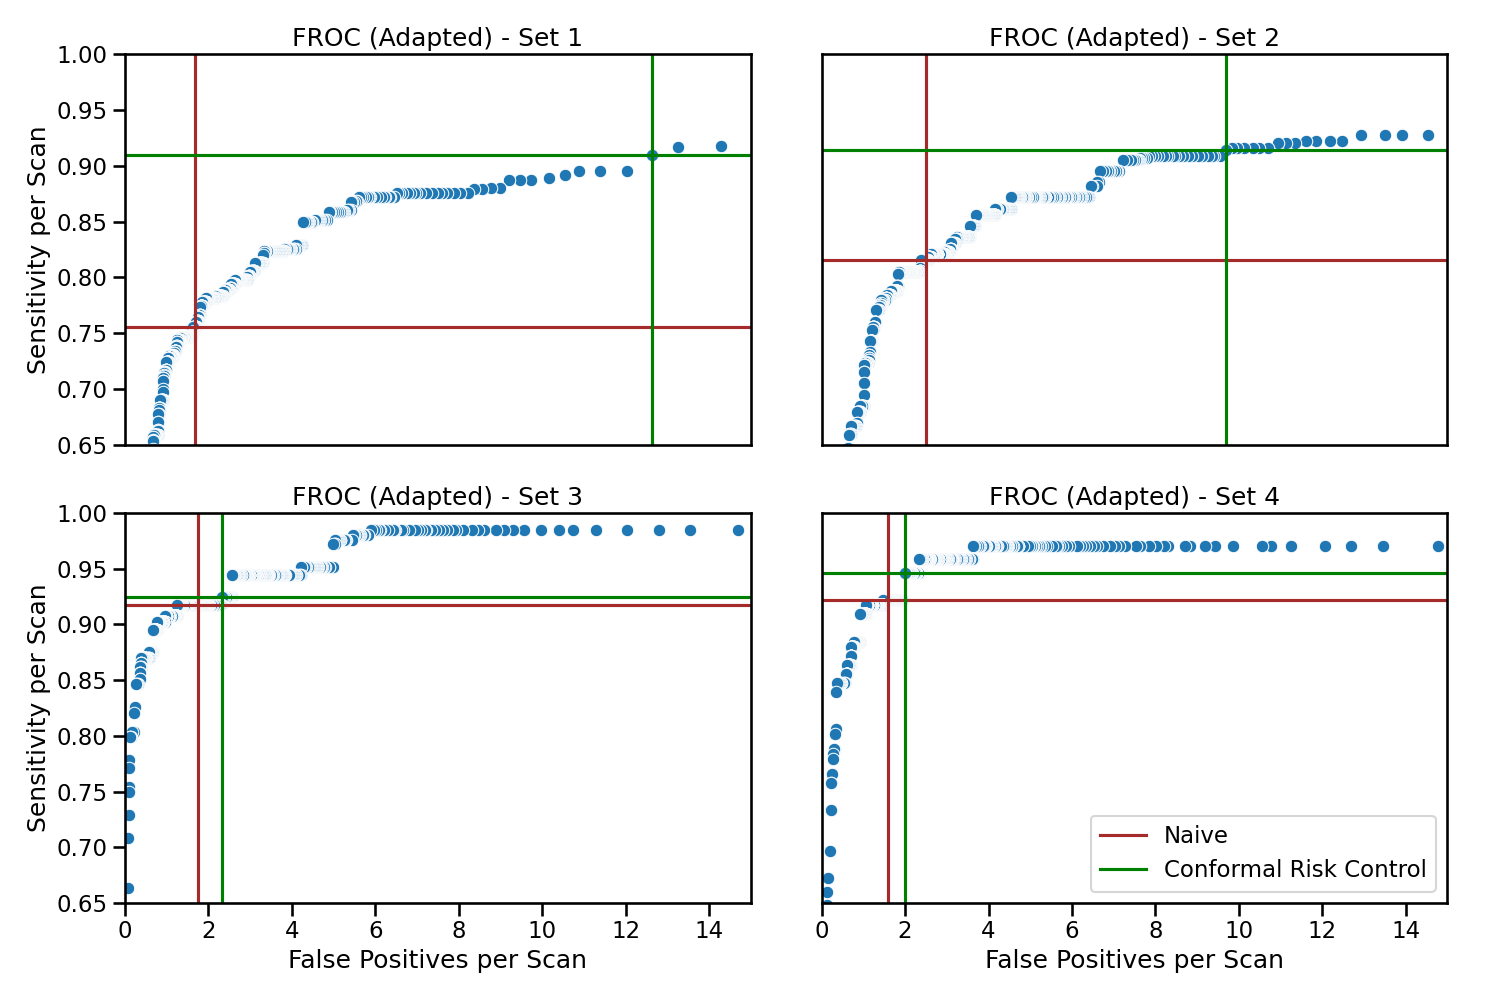 FROC (Adapted) - Set 1
FROC (Adapted) - Set 2
1.00
0.95
0.90
0.85
0.80
0.75
0.70
0.65
Sensitivity per Scan
FROC (Adapted) - Set 3
FROC (Adapted) - Set 4
1.00
0.95
0.90
0.85
0.80
0.75
0.70
0.65
Sensitivity per Scan
Naive
Conformal Risk Control
0 2 4 6 8 10 12 14
0 2 4 6 8 10 12 14
False Positives per Scan
False Positives per Scan